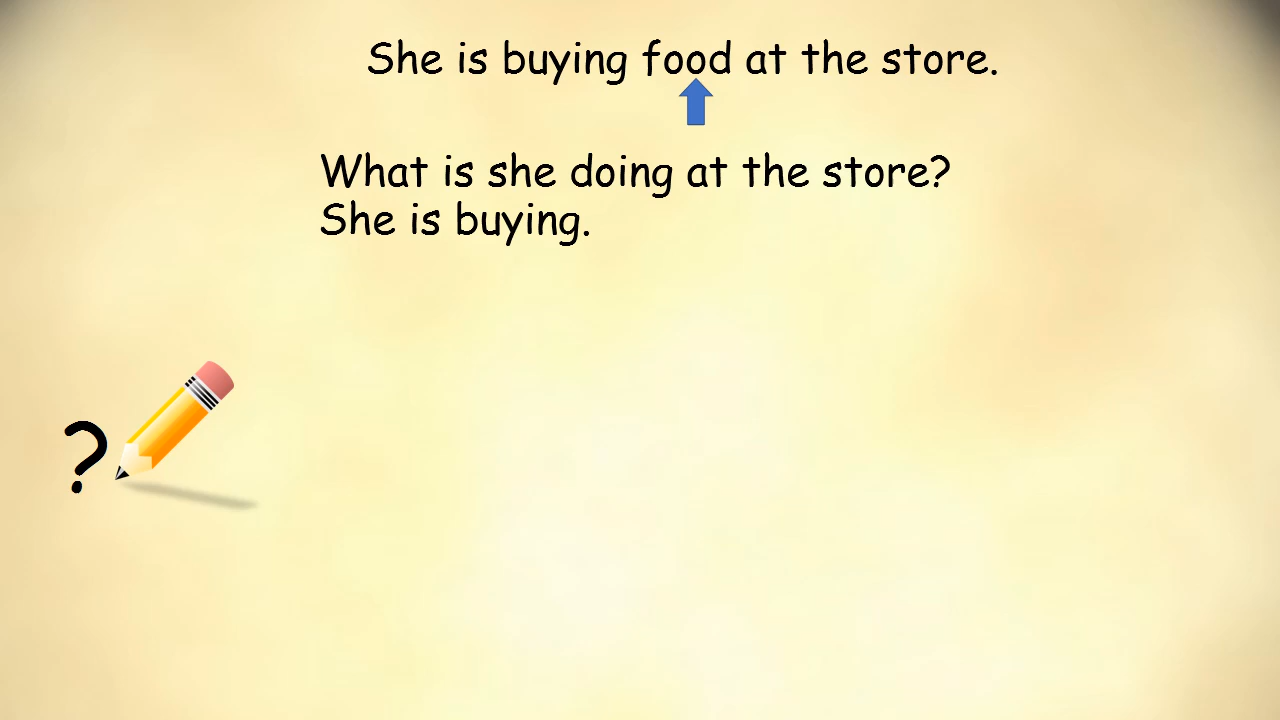 She is buying food at the store.
What is she doing at the store?
She is buying.
?